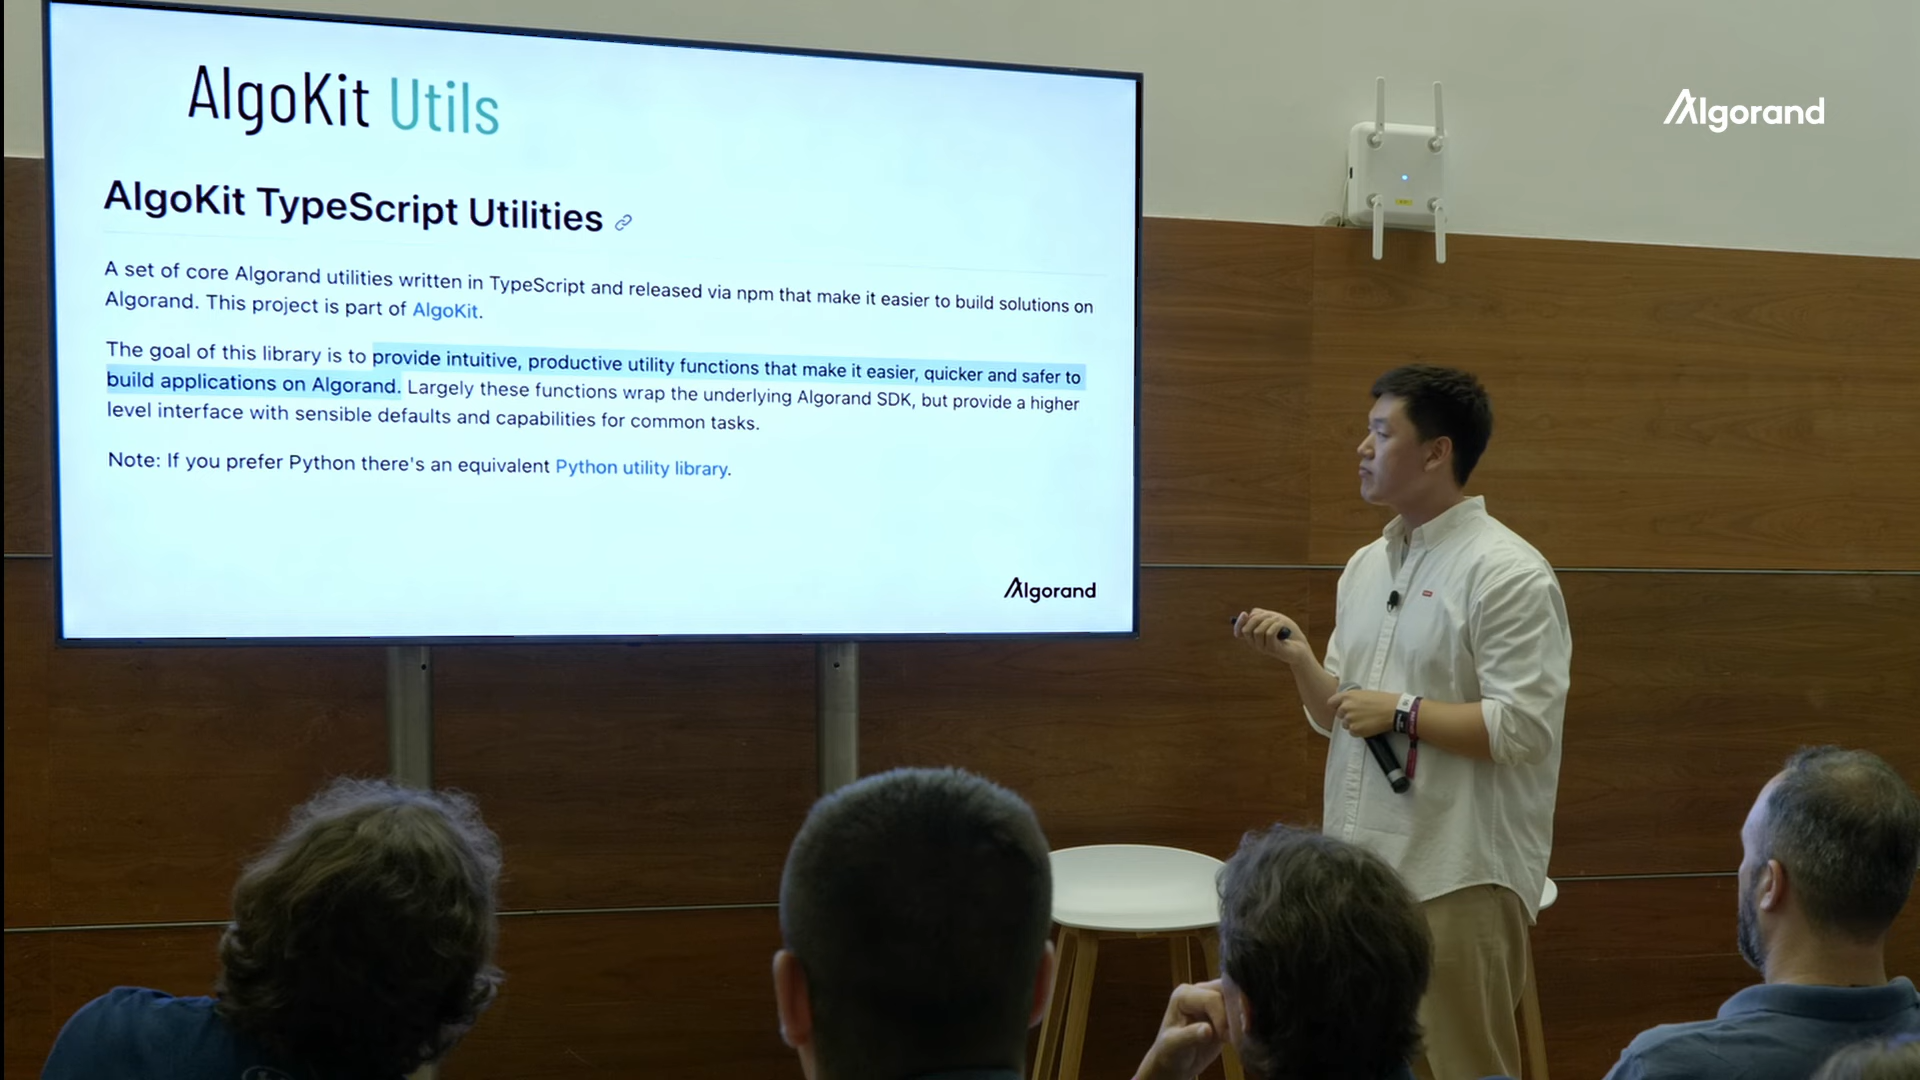 AlgoKit Utils
Algorand
AlgoKit TypeScript Utilities
A set of core Algorand utilities written in TypeScript and released via npm that make it easier to build solutions on
Algorand. This project is part of AlgoKit.
The goal of this library is to provide intuitive, productive utility functions that make it easier, quicker and safer to
build applications on Algorand. Largely these functions wrap the underlying Algorand SDK, but provide a higher
level interface with sensible defaults and capabilities for common tasks.
Note: If you prefer Python there's an equivalent Python utility library.
Algorand